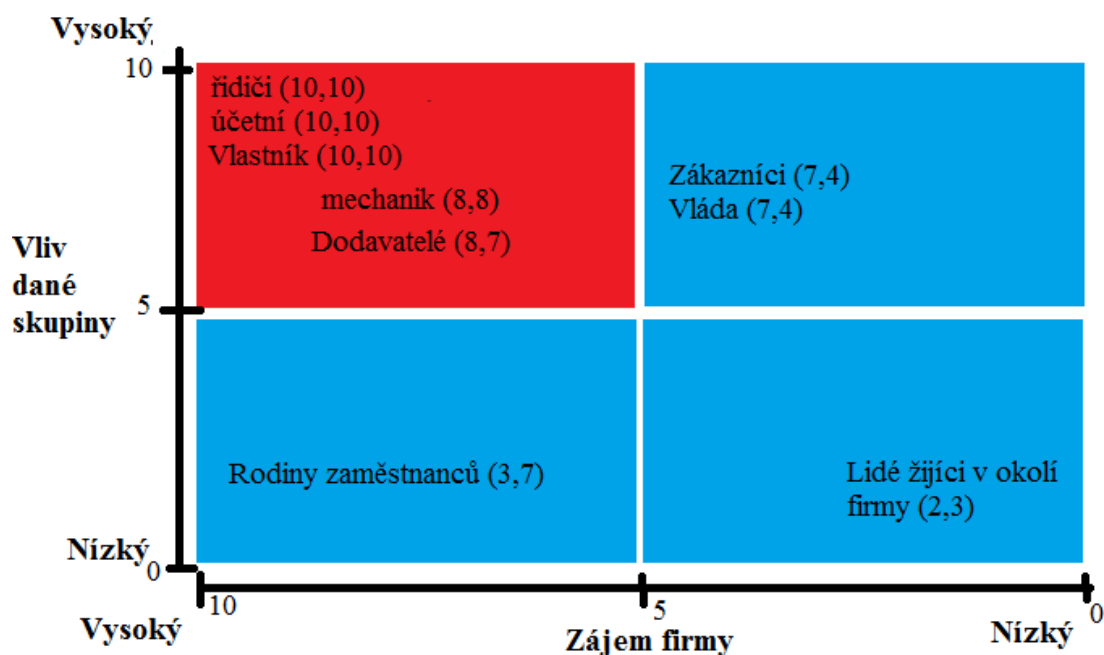 Vysoký
10
řidiči (10,10)
účetní (10,10)
Vlastník (10,10)
mechanik (8,8)
Dodavatelé (8,7)
Zákazníci (7,4)
Vláda (7,4)
Vliv
dané
skupiny
5
Rodiny zaměstnanců (3,7)
Lidé žijíci v okolí
firmy (2,3)
Nízký
0
10
5
0
Vysoký
Zájem firmy
Nízký